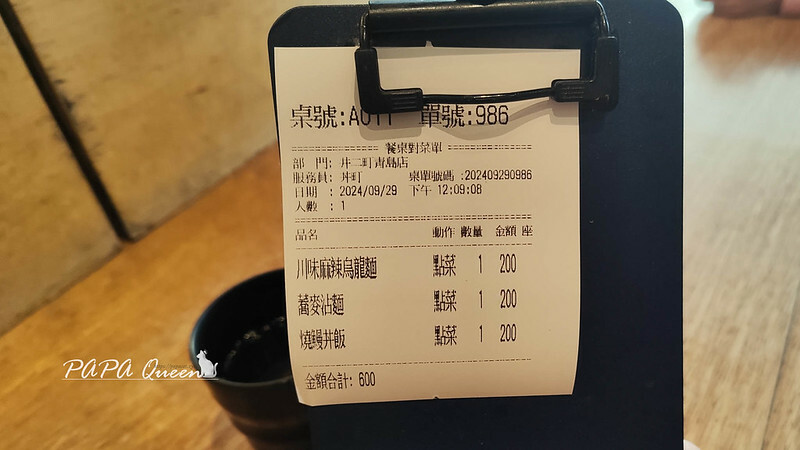 桌號:A011 單號:986
餐桌對菜單
部 門: 丼二町青島店
服務員: 丼町 桌單號碼 :202409290986
日期 : 2024/09/29 下午 12:09:08
人數 : 1
品名 動作 數量 金額 座
川味麻辣烏龍麵 點菜 1 200
蕎麥沾麵 點菜 1 200
燒鰻丼飯 點菜 1 200
金額合計: 600
PAPA Queen